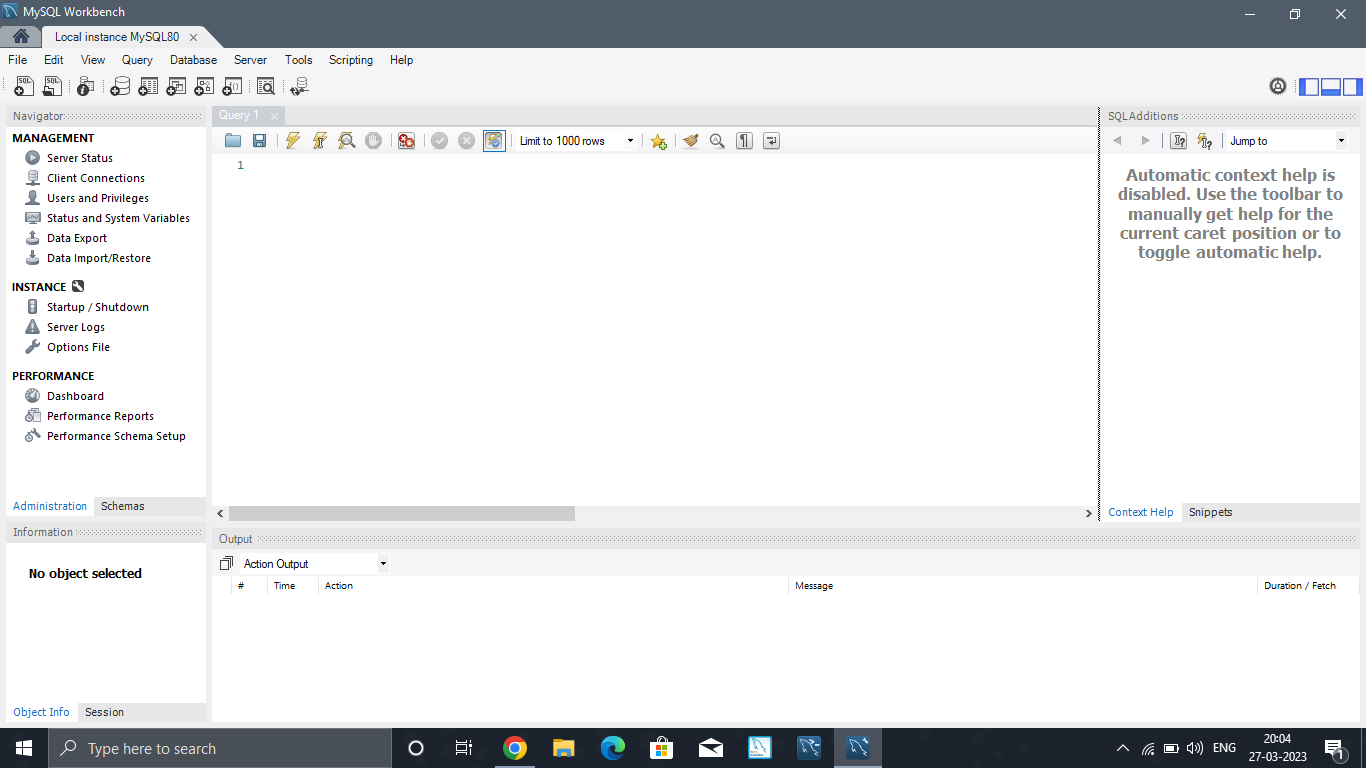 MySQL Workbench
Local instance MySQL80
File Edit View Query Database Server Tools Scripting Help
Navigator
MANAGEMENT
Server Status
Client Connections
Users and Privileges
Status and System Variables
Data Export
Data Import/Restore
INSTANCE
Startup / Shutdown
Server Logs
Options File
PERFORMANCE
Dashboard
Performance Reports
Performance Schema Setup
Administration Schemas
Information
No object selected
Object Info Session
Query 1
Limit to 1000 rows
1
SQLAdditions
Jump to
Automatic context help is
disabled. Use the toolbar to
manually get help for the
current caret position or to
toggle automatic help.
Context Help Snippets
Output
Action Output
# Time Action Message Duration / Fetch
Type here to search
ENG
20:04
27-03-2023
1